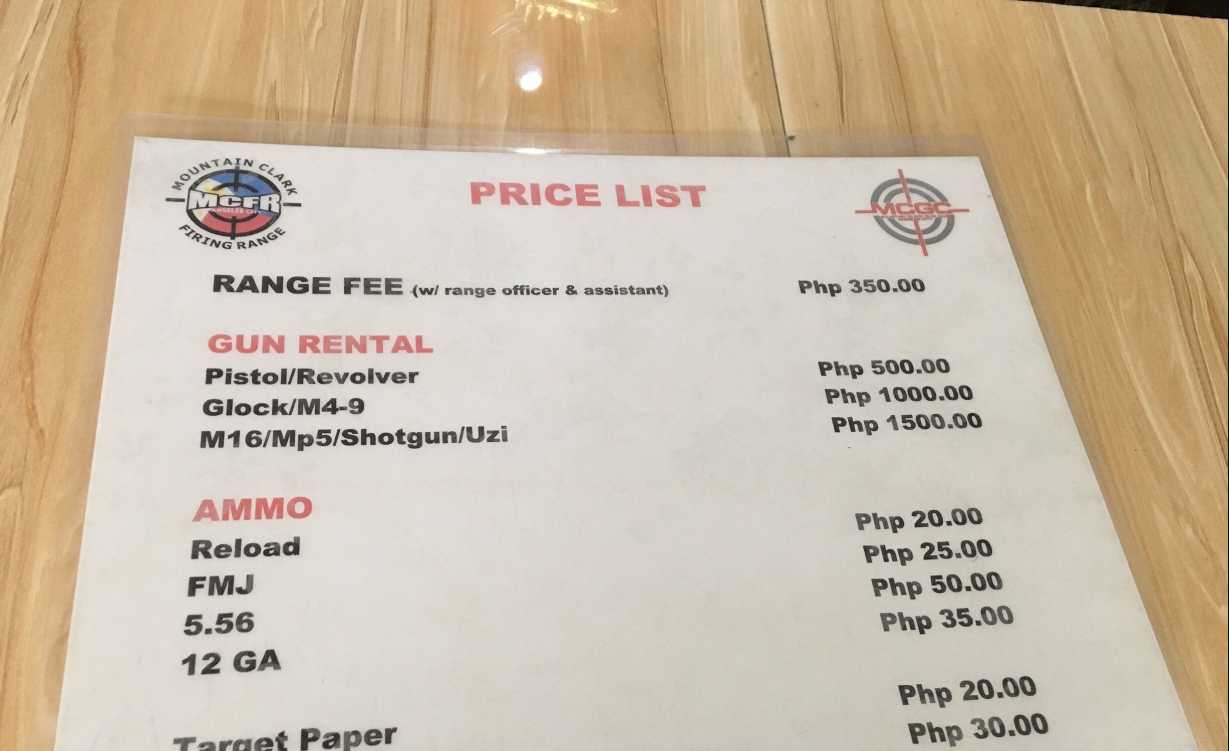 MOUNTAIN CLARK
MCFR
ANGELES CITY
FIRING RANGE
PRICE LIST
MCGC
RANGE FEE (w/ range officer & assistant) Php 350.00
GUN RENTAL
Pistol/Revolver Php 500.00
Glock/M4-9 Php 1000.00
M16/Mp5/Shotgun/Uzi Php 1500.00
AMMO
Reload Php 20.00
FMJ Php 25.00
5.56 Php 50.00
12 GA Php 35.00
Target Paper Php 20.00
Php 30.00